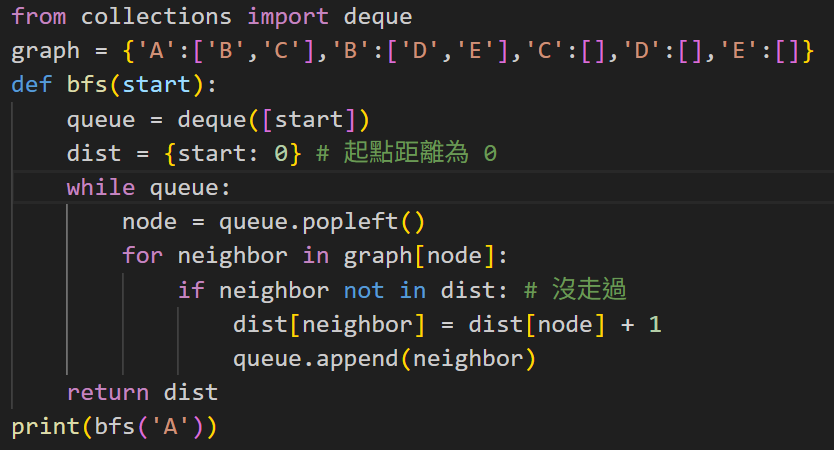 from collections import deque
graph = {'A':['B','C'],'B':['D','E'],'C':[],'D':[],'E':[]}
def bfs(start):
    queue = deque([start])
    dist = {start: 0} # 起點距離為 0
    while queue:
        node = queue.popleft()
        for neighbor in graph[node]:
            if neighbor not in dist: # 沒走過
                dist[neighbor] = dist[node] + 1
                queue.append(neighbor)
    return dist
print(bfs('A'))